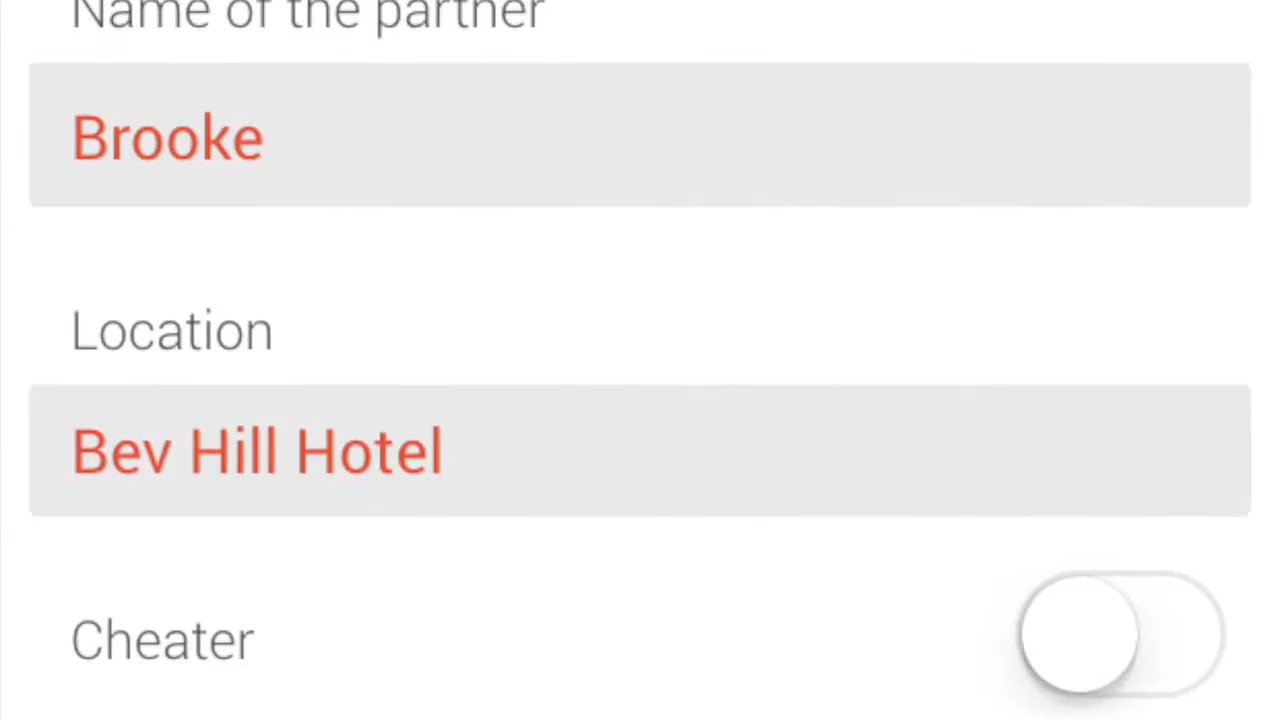 Name of the partner
Brooke
Location
Bev Hill Hotel
Cheater